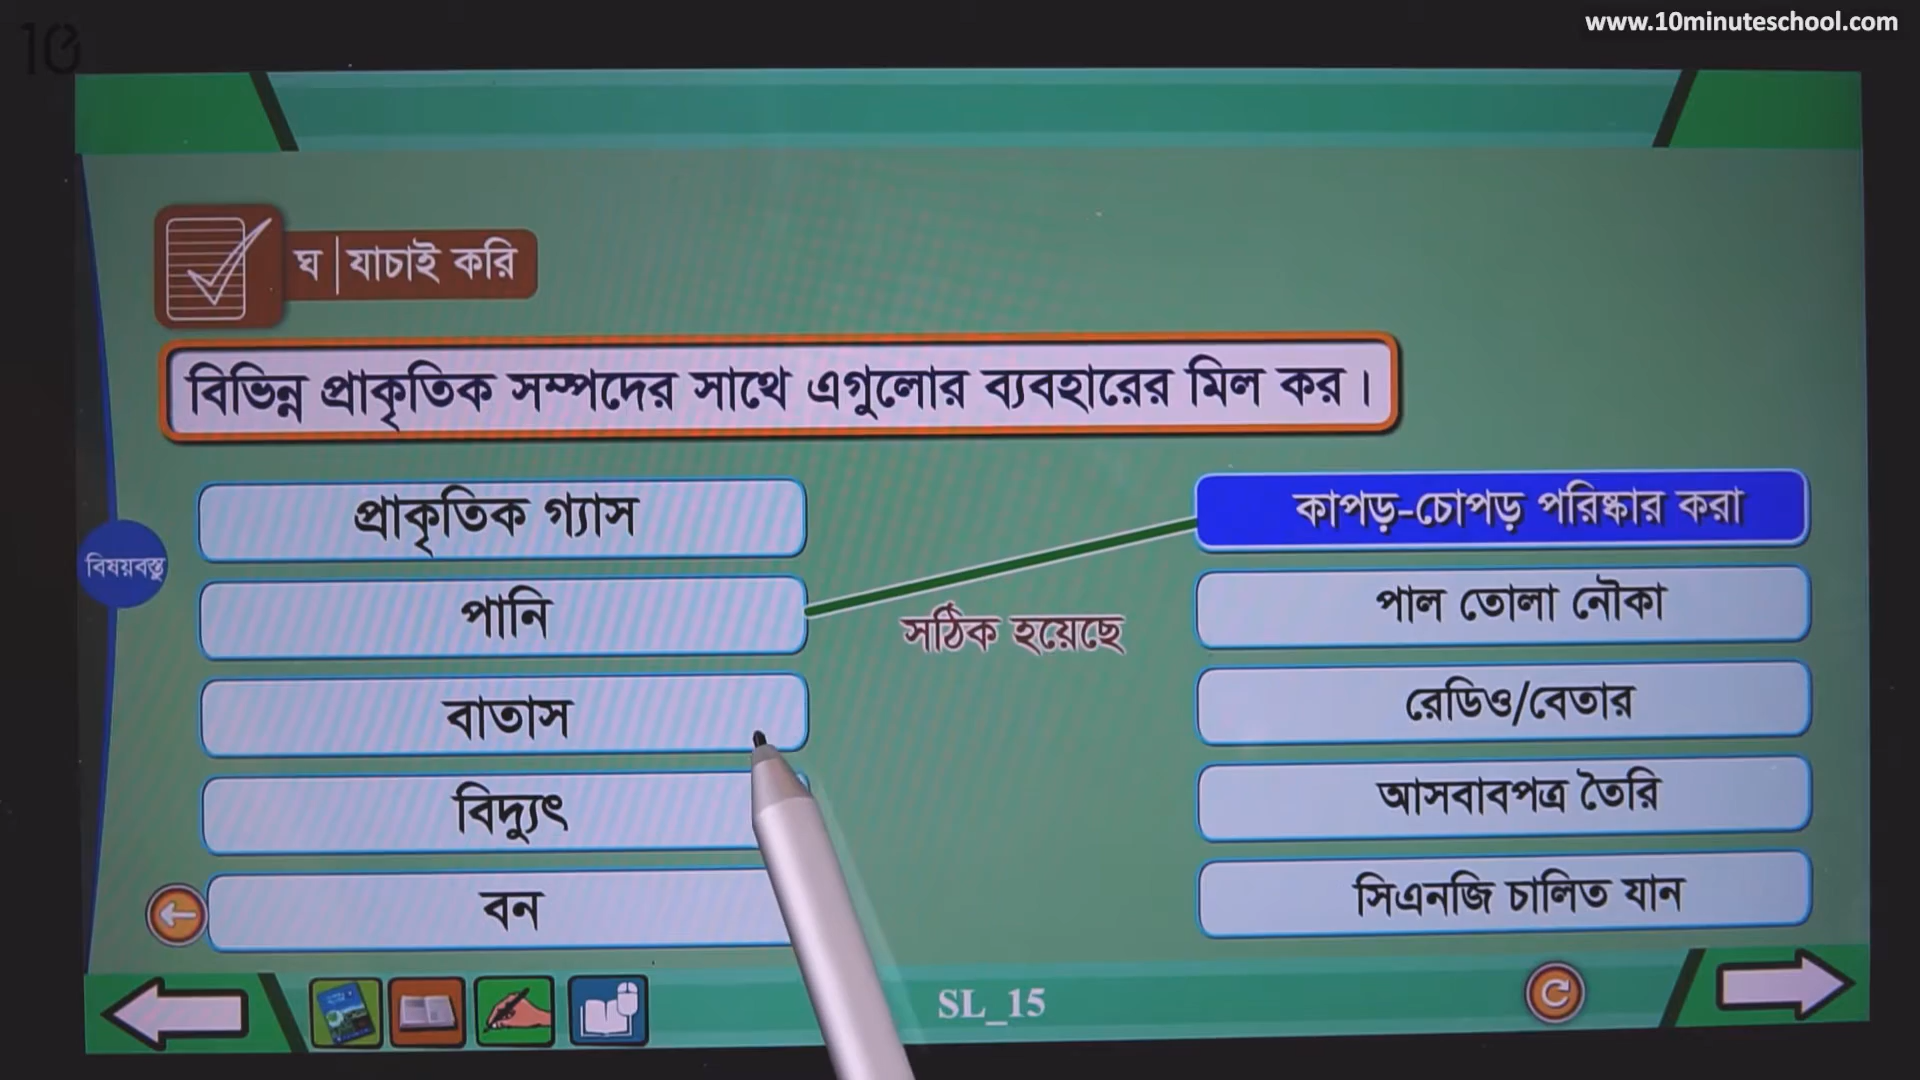 www.10minuteschool.com
10
ঘ | যাচাই করি
বিভিন্ন প্রাকৃতিক সম্পদের সাথে এগুলোর ব্যবহারের মিল কর।
প্রাকৃতিক গ্যাস
কাপড়-চোপড় পরিষ্কার করা
বিষয়বস্তু
পানি
সঠিক হয়েছে
পাল তোলা নৌকা
বাতাস
রেডিও/বেতার
বিদ্যুৎ
আসবাবপত্র তৈরি
বন
সিএনজি চালিত যান
SL_15